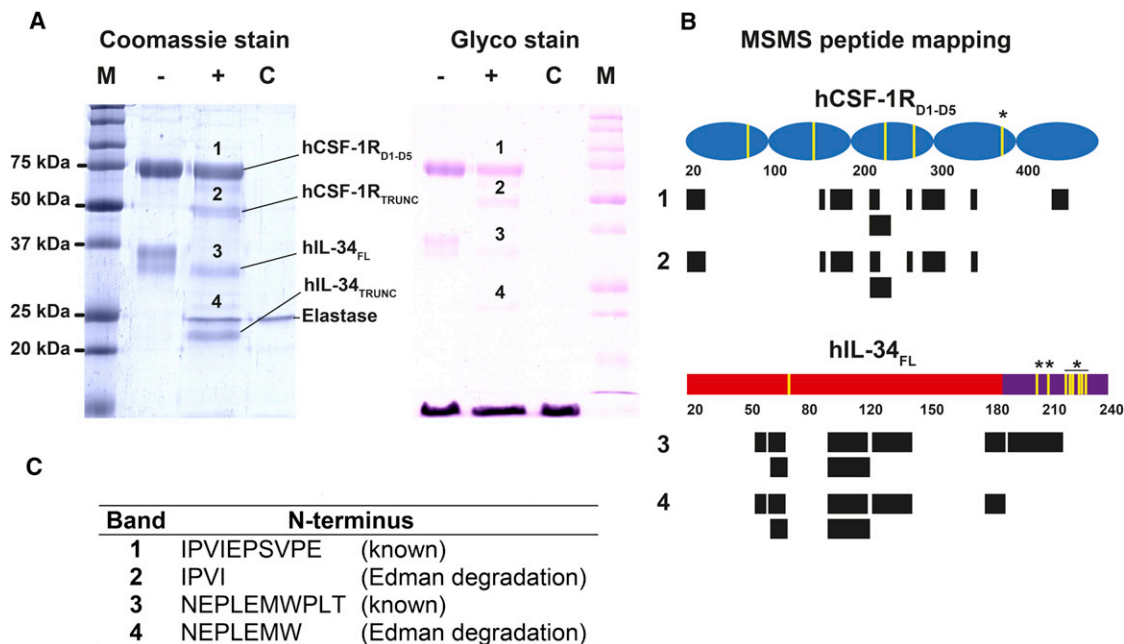 A
Coomassie stain
M - + C
75 kDa
50 kDa
37 kDa
25 kDa
20 kDa
1
2
3
4
hCSF-1RD1-D5
hCSF-1RTRUNC
hIL-34FL
hIL-34TRUNC
Elastase
Glyco stain
- + C M
1
2
3
4
B
MSMS peptide mapping
hCSF-1RD1-D5
*
20 100 200 300 400
1
2
hIL-34FL
** *
20 50 80 120 150 180 210 240
3
4
C
Band N-terminus
1 IPVIEPSVPE (known)
2 IPVI (Edman degradation)
3 NEPLEMWPLT (known)
4 NEPLEMW (Edman degradation)